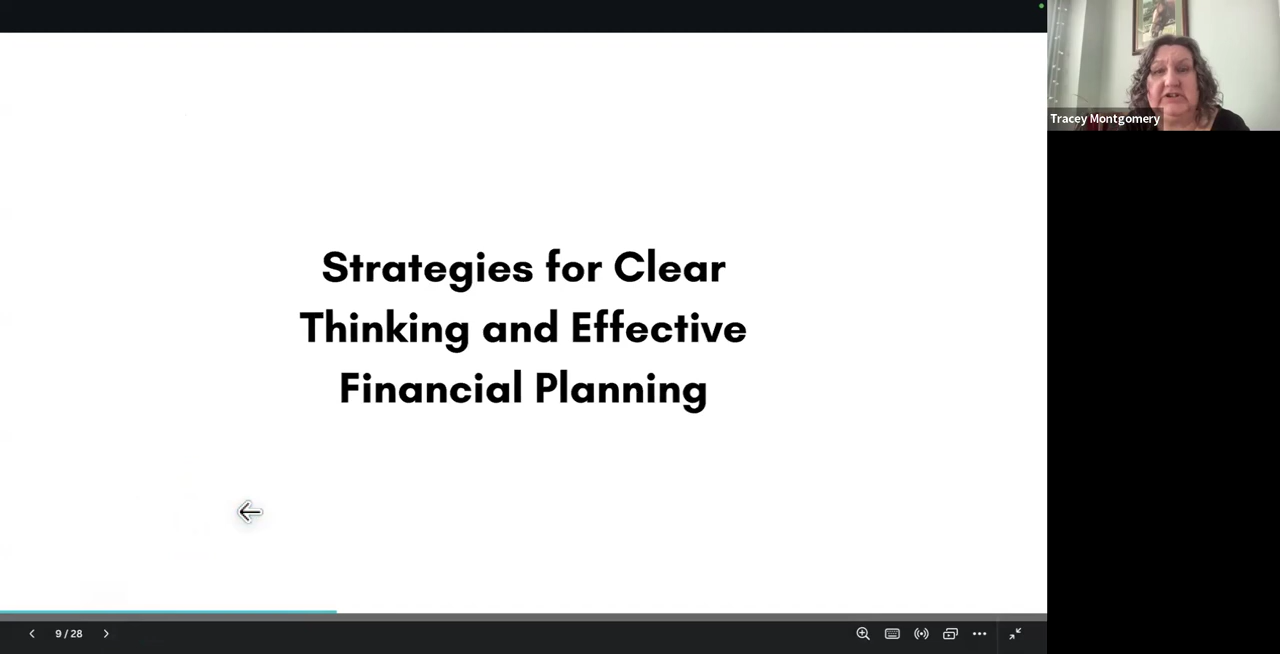 Strategies for Clear
Thinking and Effective
Financial Planning
Tracey Montgomery
9 / 28